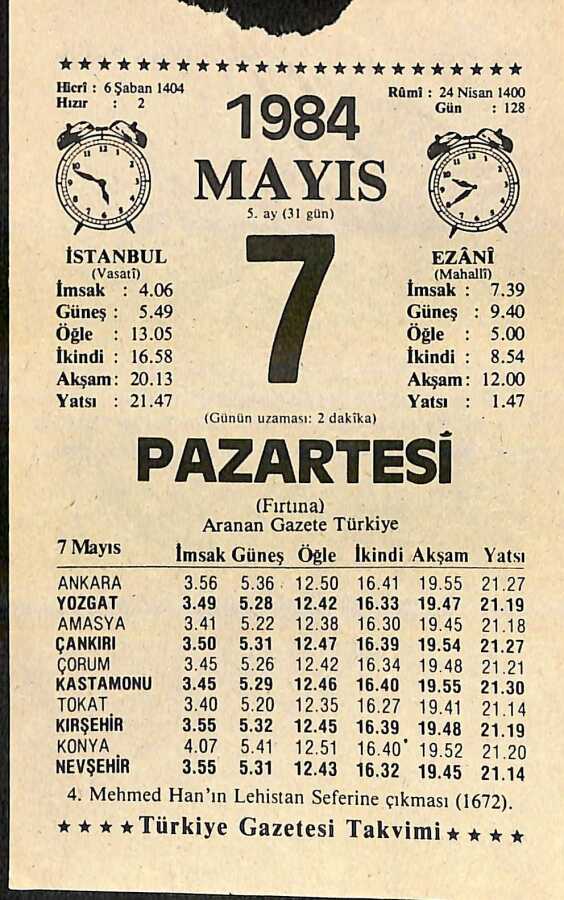 ★★★★★★★★★★★★★★★★★★★★★★
Hicrî : 6 Şaban 1404
Hızır : 2
Rûmî : 24 Nisan 1400
Gün : 128
1984
MAYIS
5. ay (31 gün)
7
İSTANBUL
(Vasatî)
İmsak : 4.06
Güneş : 5.49
Öğle : 13.05
İkindi : 16.58
Akşam : 20.13
Yatsı : 21.47
EZÂNÎ
(Mahallî)
İmsak : 7.39
Güneş : 9.40
Öğle : 5.00
İkindi : 8.54
Akşam : 12.00
Yatsı : 1.47
(Günün uzaması: 2 dakîka)
PAZARTESİ
(Fırtına)
Aranan Gazete Türkiye
7 Mayıs İmsak Güneş Öğle İkindi Akşam Yatsı
ANKARA 3.56 5.36 12.50 16.41 19.55 21.27
YOZGAT 3.49 5.28 12.42 16.33 19.47 21.19
AMASYA 3.41 5.22 12.38 16.30 19.45 21.18
ÇANKIRI 3.50 5.31 12.47 16.39 19.54 21.27
ÇORUM 3.45 5.26 12.42 16.34 19.48 21.21
KASTAMONU 3.45 5.29 12.46 16.40 19.55 21.30
TOKAT 3.40 5.20 12.35 16.27 19.41 21.14
KIRŞEHİR 3.55 5.32 12.45 16.39 19.48 21.19
KONYA 4.07 5.41 12.51 16.40 19.52 21.20
NEVŞEHİR 3.55 5.31 12.43 16.32 19.45 21.14
4. Mehmed Han'ın Lehistan Seferine çıkması (1672).
★★★★Türkiye Gazetesi Takvimi★★★★